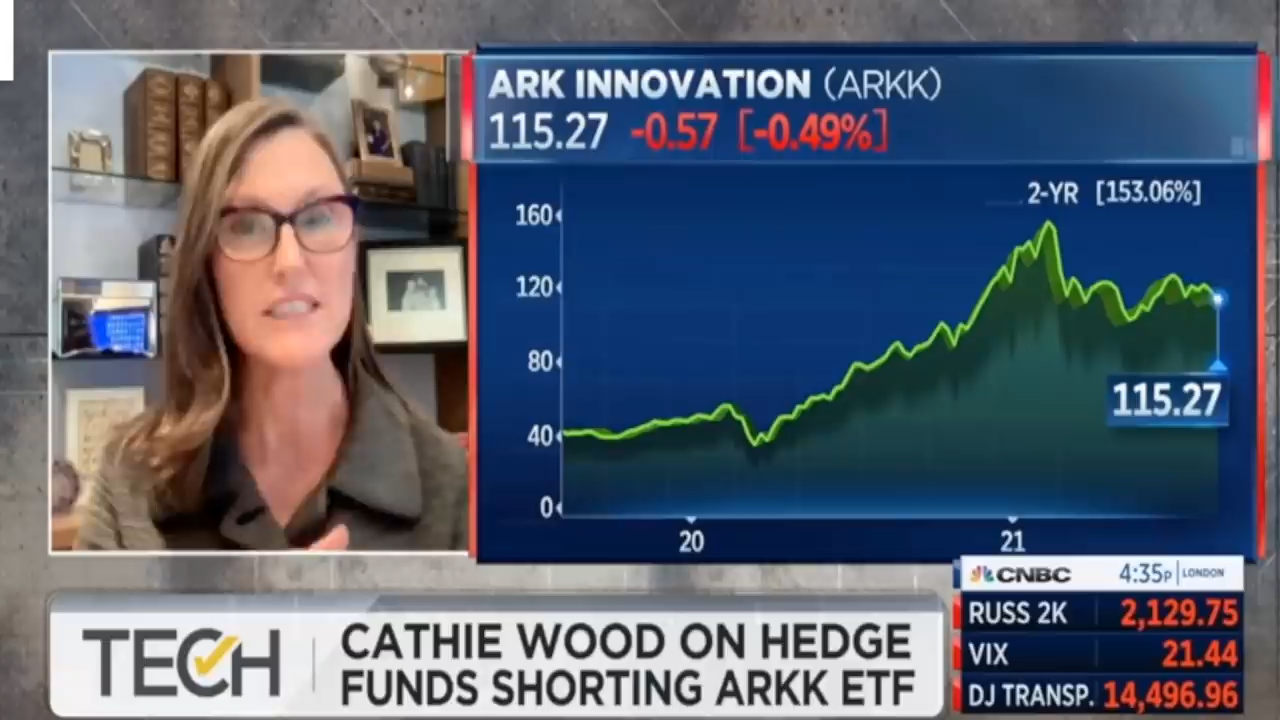 ARK INNOVATION (ARKK)
115.27 -0.57 [-0.49%]
2-YR [153.06%]
160
120
80
40
0
115.27
20 21
CNBC 4:35P LONDON
RUSS 2K 2,129.75
VIX 21.44
DJ TRANSP. 14,496.96
TECH
CATHIE WOOD ON HEDGE
FUNDS SHORTING ARKK ETF